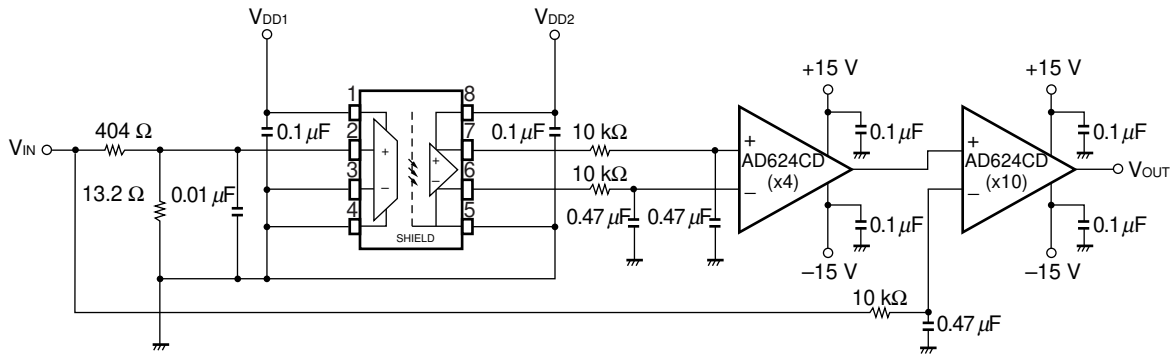 VDD1
VDD2
+15 V
+15 V
1
8
404 Ω
0.1 µF
2
7
0.1 µF
10 kΩ
0.1 µF
0.1 µF
VIN
+
+
+
AD624CD
(x4)
+
AD624CD
(x10)
VOUT
3
6
10 kΩ
13.2 Ω
0.01 µF
−
−
−
−
4
5
0.47 µF
0.47 µF
0.1 µF
0.1 µF
SHIELD
–15 V
–15 V
10 kΩ
0.47 µF